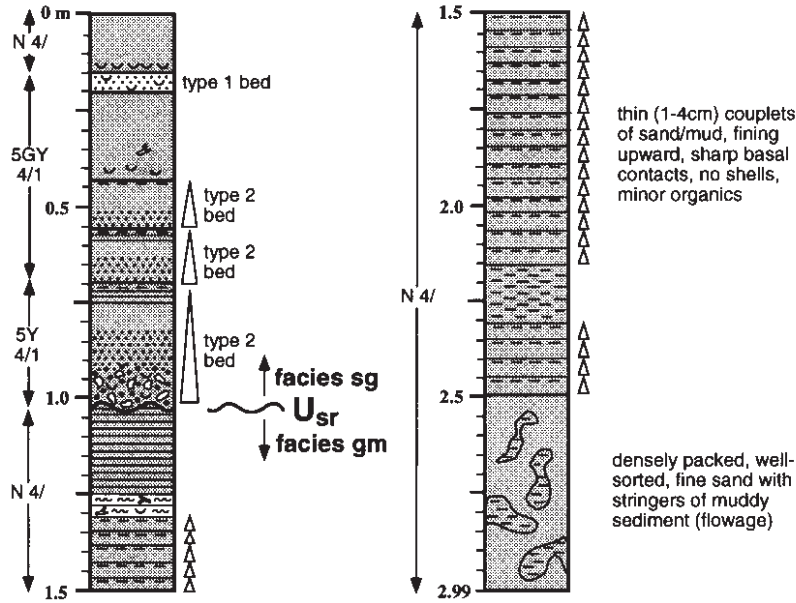 0 m
N 4/
type 1 bed
5GY
4/1
0.5
type 2
bed
type 2
bed
5Y
4/1
type 2
bed
1.0
facies sg
Usr
facies gm
N 4/
1.5
1.5
thin (1-4cm) couplets
of sand/mud, fining
upward, sharp basal
contacts, no shells,
minor organics
2.0
N 4/
2.5
densely packed, well-
sorted, fine sand with
stringers of muddy
sediment (flowage)
2.99